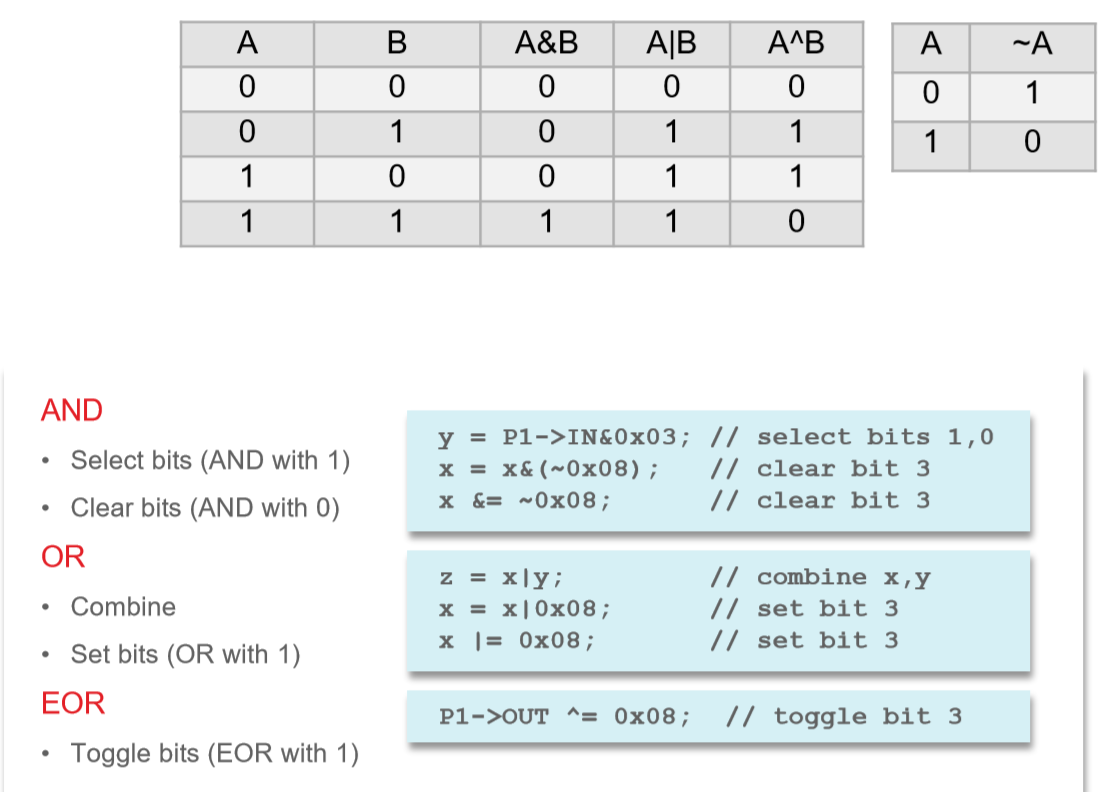 A B A&B A|B A^B
0 0 0 0 0
0 1 0 1 1
1 0 0 1 1
1 1 1 1 0
A ~A
0 1
1 0
AND
• Select bits (AND with 1)
• Clear bits (AND with 0)
y = P1->IN&0x03; // select bits 1,0
x = x&(~0x08); // clear bit 3
x &= ~0x08; // clear bit 3
OR
• Combine
• Set bits (OR with 1)
z = x|y; // combine x,y
x = x|0x08; // set bit 3
x |= 0x08; // set bit 3
EOR
• Toggle bits (EOR with 1)
P1->OUT ^= 0x08; // toggle bit 3